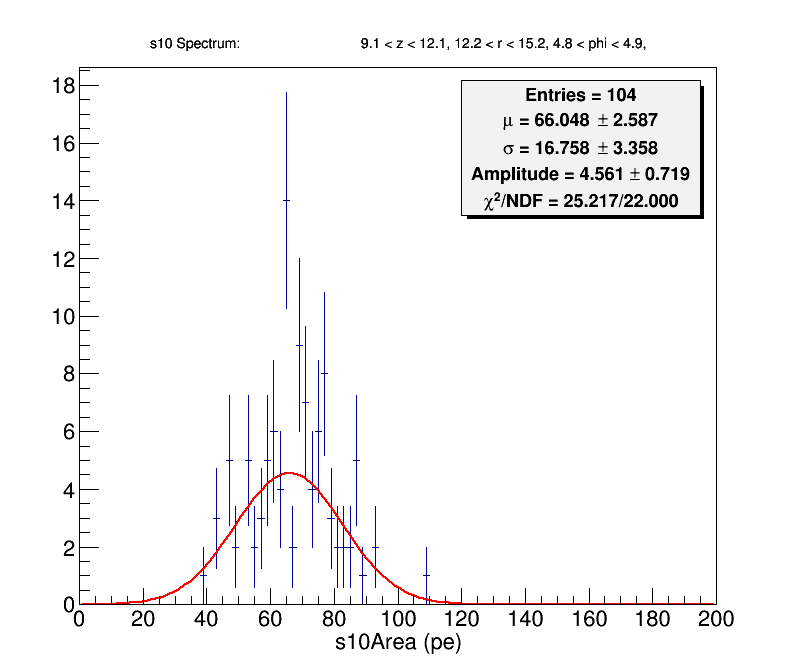 s10 Spectrum: 9.1 < z < 12.1, 12.2 < r < 15.2, 4.8 < phi < 4.9,
Entries = 104
μ = 66.048 ± 2.587
σ = 16.758 ± 3.358
Amplitude = 4.561 ± 0.719
χ²/NDF = 25.217/22.000
18
16
14
12
10
8
6
4
2
0
0 20 40 60 80 100 120 140 160 180 200
s10Area (pe)